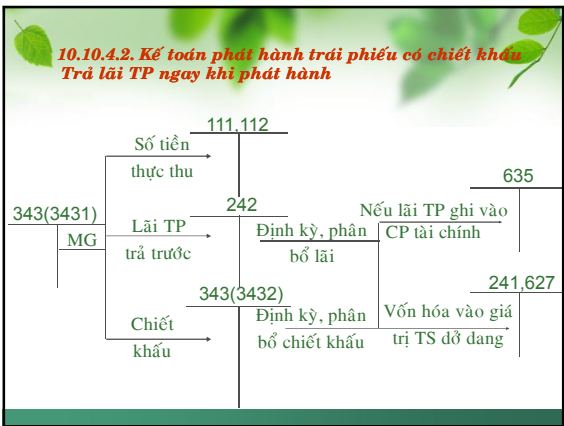 10.10.4.2. Kế toán phát hành trái phiếu có chiết khấu
Trả lãi TP ngay khi phát hành
111,112
Số tiền
thực thu
635
343(3431)
MG
242
Lãi TP
trả trước
Định kỳ, phân
bổ lãi
Nếu lãi TP ghi vào
CP tài chính
343(3432)
241,627
Chiết
khấu
Định kỳ, phân
bổ chiết khấu
Vốn hóa vào giá
trị TS dở dang